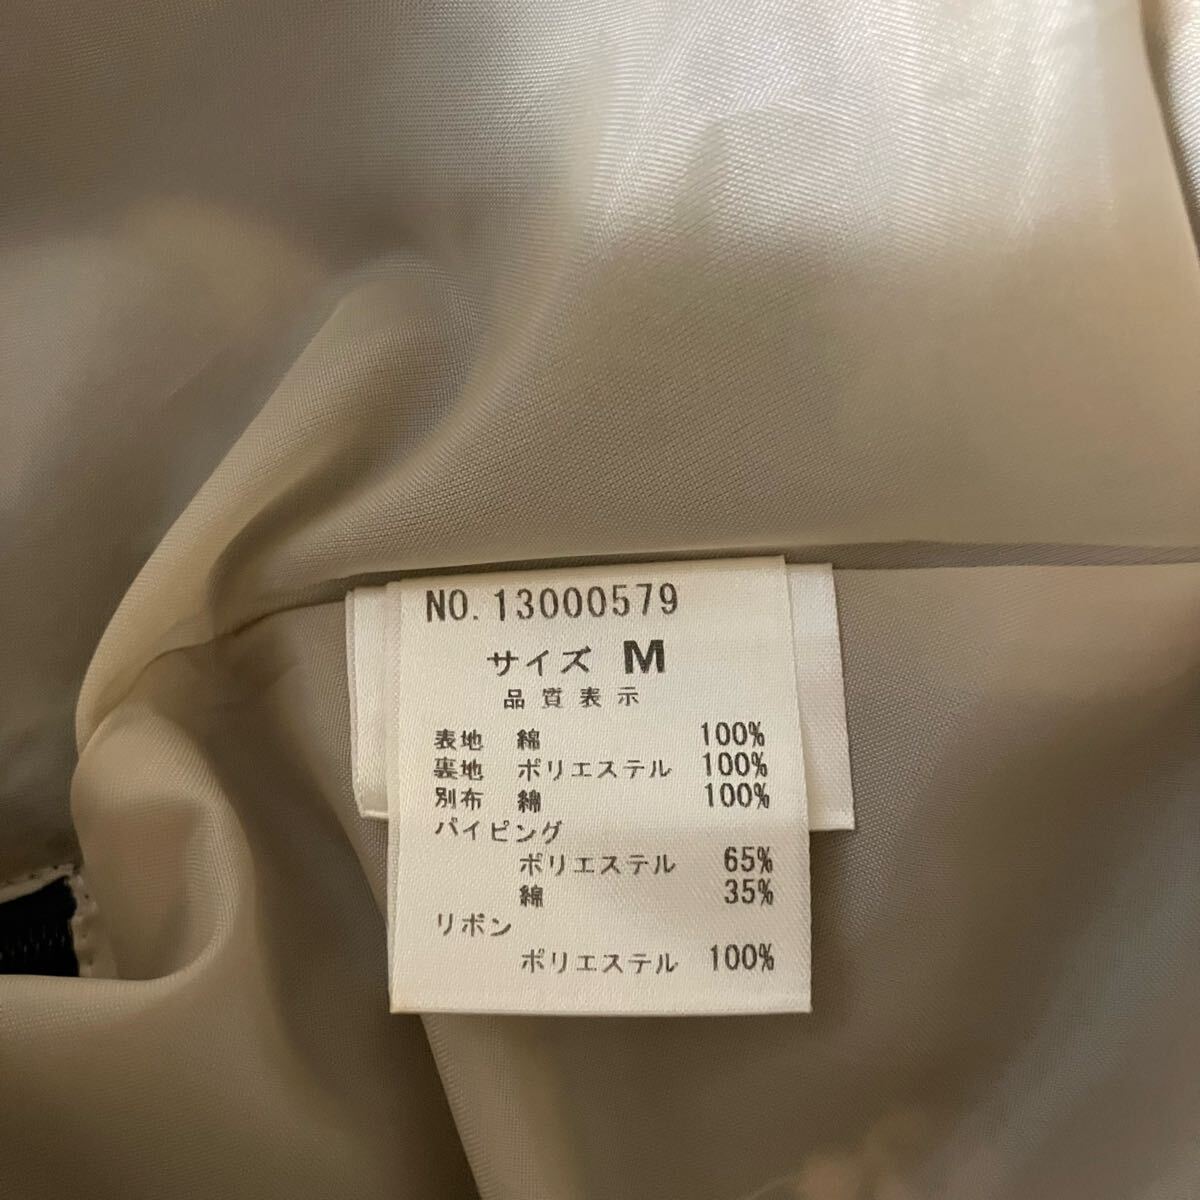 NO. 13000579
サイズ M
品質表示
表地 綿 100%
裏地 ポリエステル 100%
別布 綿 100%
パイピング
ポリエステル 65%
綿 35%
リボン
ポリエステル 100%